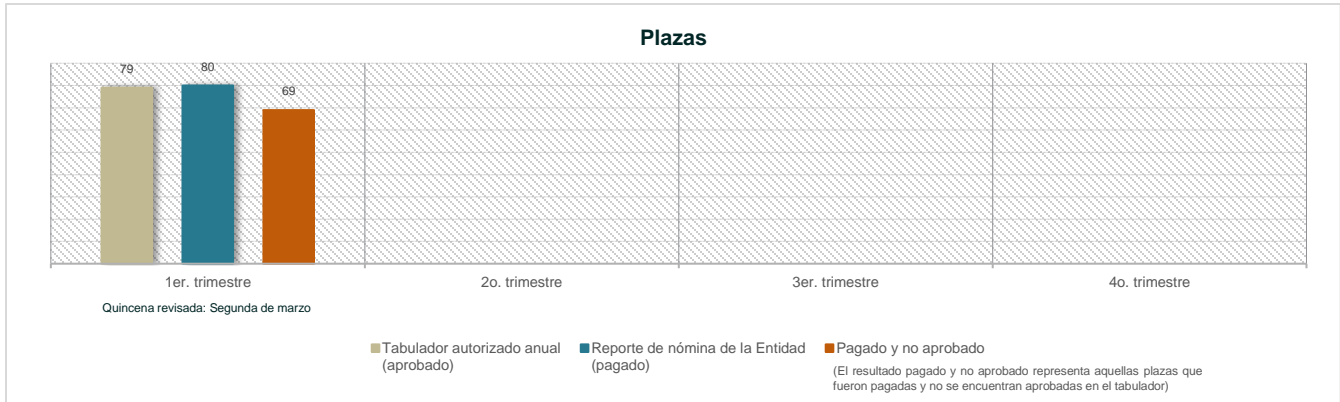 Plazas
79
80
69
1er. trimestre
2o. trimestre
3er. trimestre
4o. trimestre
Quincena revisada: Segunda de marzo
Tabulador autorizado anual
(aprobado)
Reporte de nómina de la Entidad
(pagado)
Pagado y no aprobado
(El resultado pagado y no aprobado representa aquellas plazas que
fueron pagadas y no se encuentran aprobadas en el tabulador)